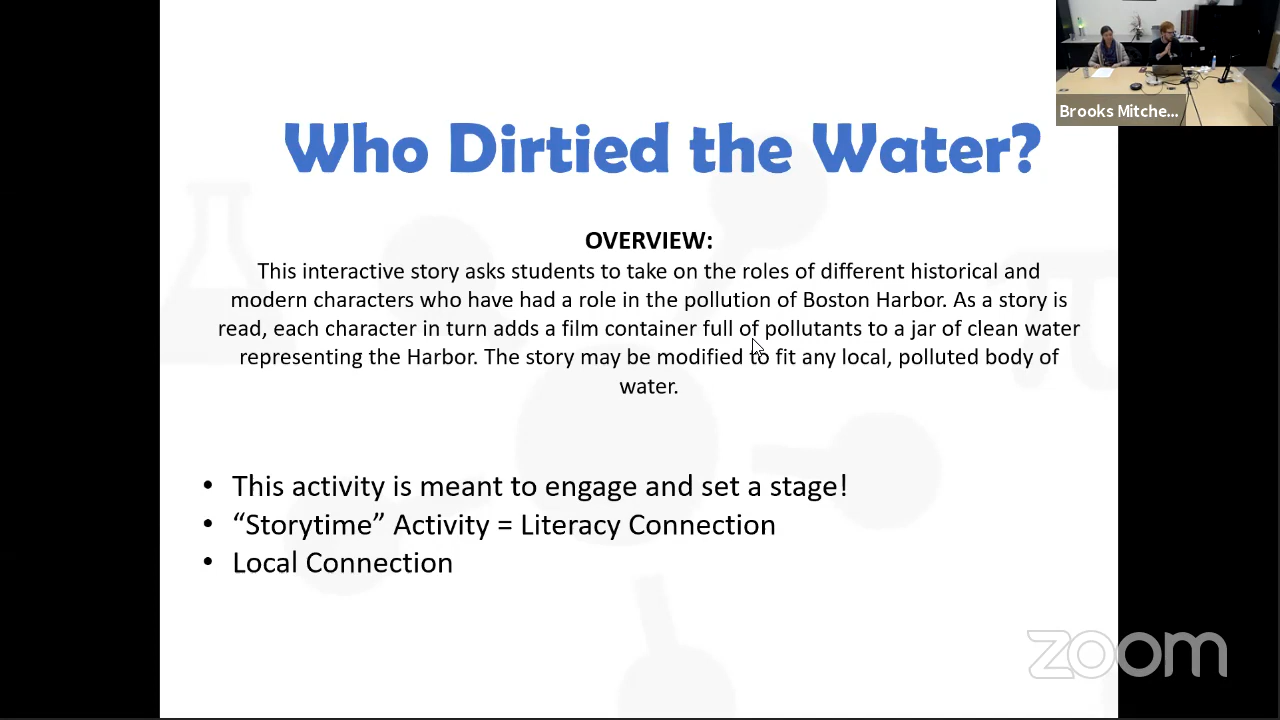 Who Dirtied the Water?
OVERVIEW:
This interactive story asks students to take on the roles of different historical and
modern characters who have had a role in the pollution of Boston Harbor. As a story is
read, each character in turn adds a film container full of pollutants to a jar of clean water
representing the Harbor. The story may be modified to fit any local, polluted body of
water.
• This activity is meant to engage and set a stage!
• “Storytime” Activity = Literacy Connection
• Local Connection
Brooks Mitche...
zoom